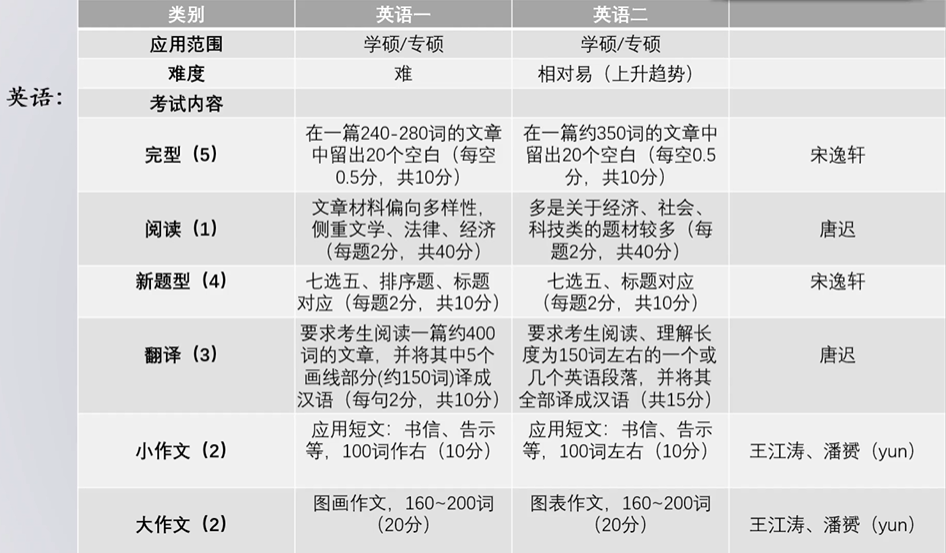 英语：
类别 英语一 英语二
应用范围 学硕/专硕 学硕/专硕
难度 难 相对易（上升趋势）
考试内容
完型（5）
在一篇240-280词的文章
中留出20个空白（每空
0.5分，共10分）
在一篇约350词的文章中
留出20个空白（每空0.5
分，共10分）
宋逸轩
阅读（1）
文章材料偏向多样性，
侧重文学、法律、经济
（每题2分，共40分）
多是关于经济、社会、
科技类的题材较多（每
题2分，共40分）
唐迟
新题型（4）
七选五、排序题、标题
对应（每题2分，共10分）
七选五、标题对应
（每题2分，共10分）
宋逸轩
翻译（3）
要求考生阅读一篇约400
词的文章，并将其中5个
画线部分(约150词)译成
汉语（每句2分，共10分）
要求考生阅读、理解长
度为150词左右的一个或
几个英语段落，并将其
全部译成汉语（共15分）
唐迟
小作文（2）
应用短文：书信、告示
等，100词作右（10分）
应用短文：书信、告示
等，100词左右（10分）
王江涛、潘赟（yun）
大作文（2）
图画作文，160~200词
（20分）
图表作文，160~200词
（20分）
王江涛、潘赟（yun）